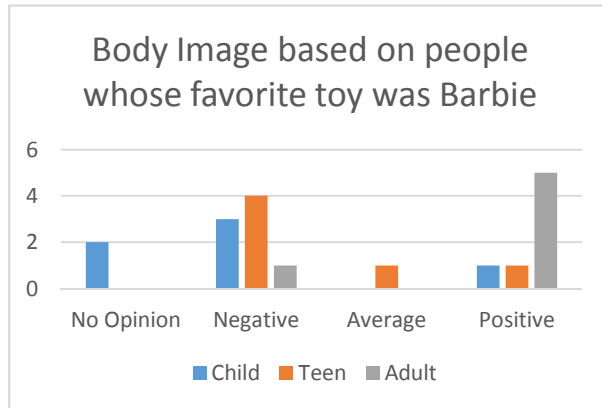 Body Image based on people
whose favorite toy was Barbie
6
4
2
0
No Opinion Negative Average Positive
Child Teen Adult